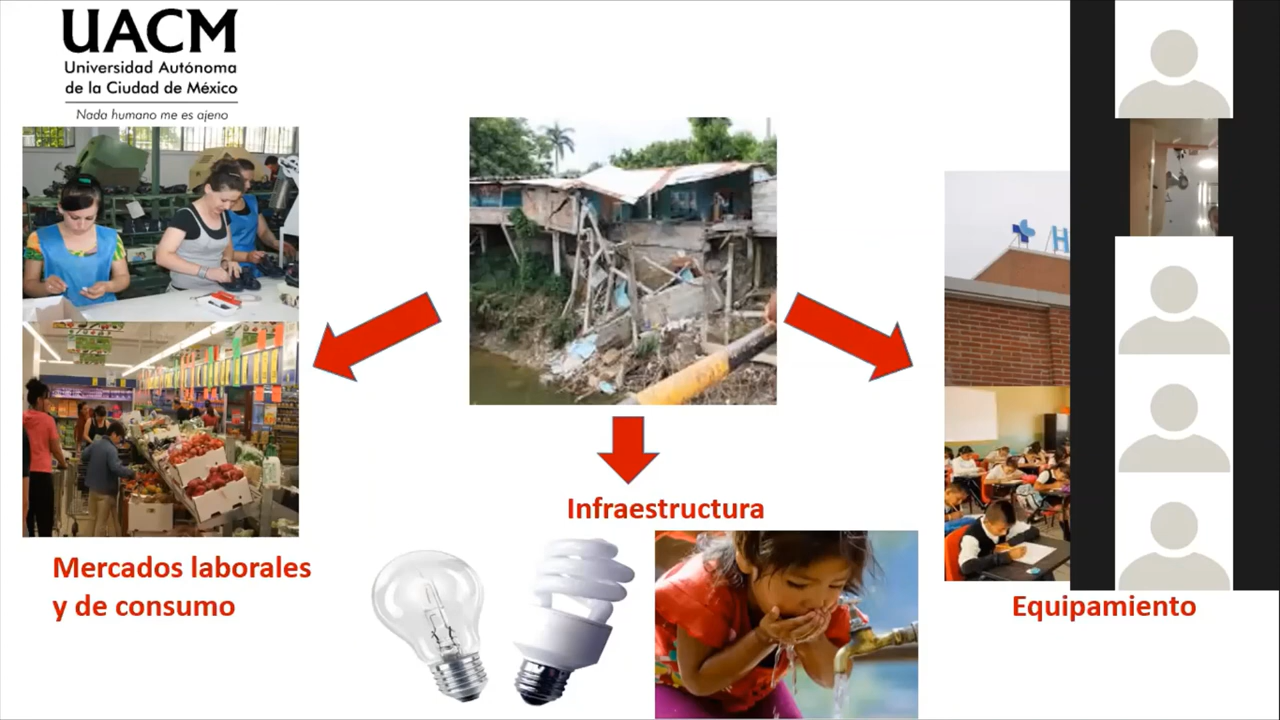 UACM
Universidad Autónoma
de la Ciudad de México
Nada humano me es ajeno
H
Infraestructura
Mercados laborales
y de consumo
Equipamiento